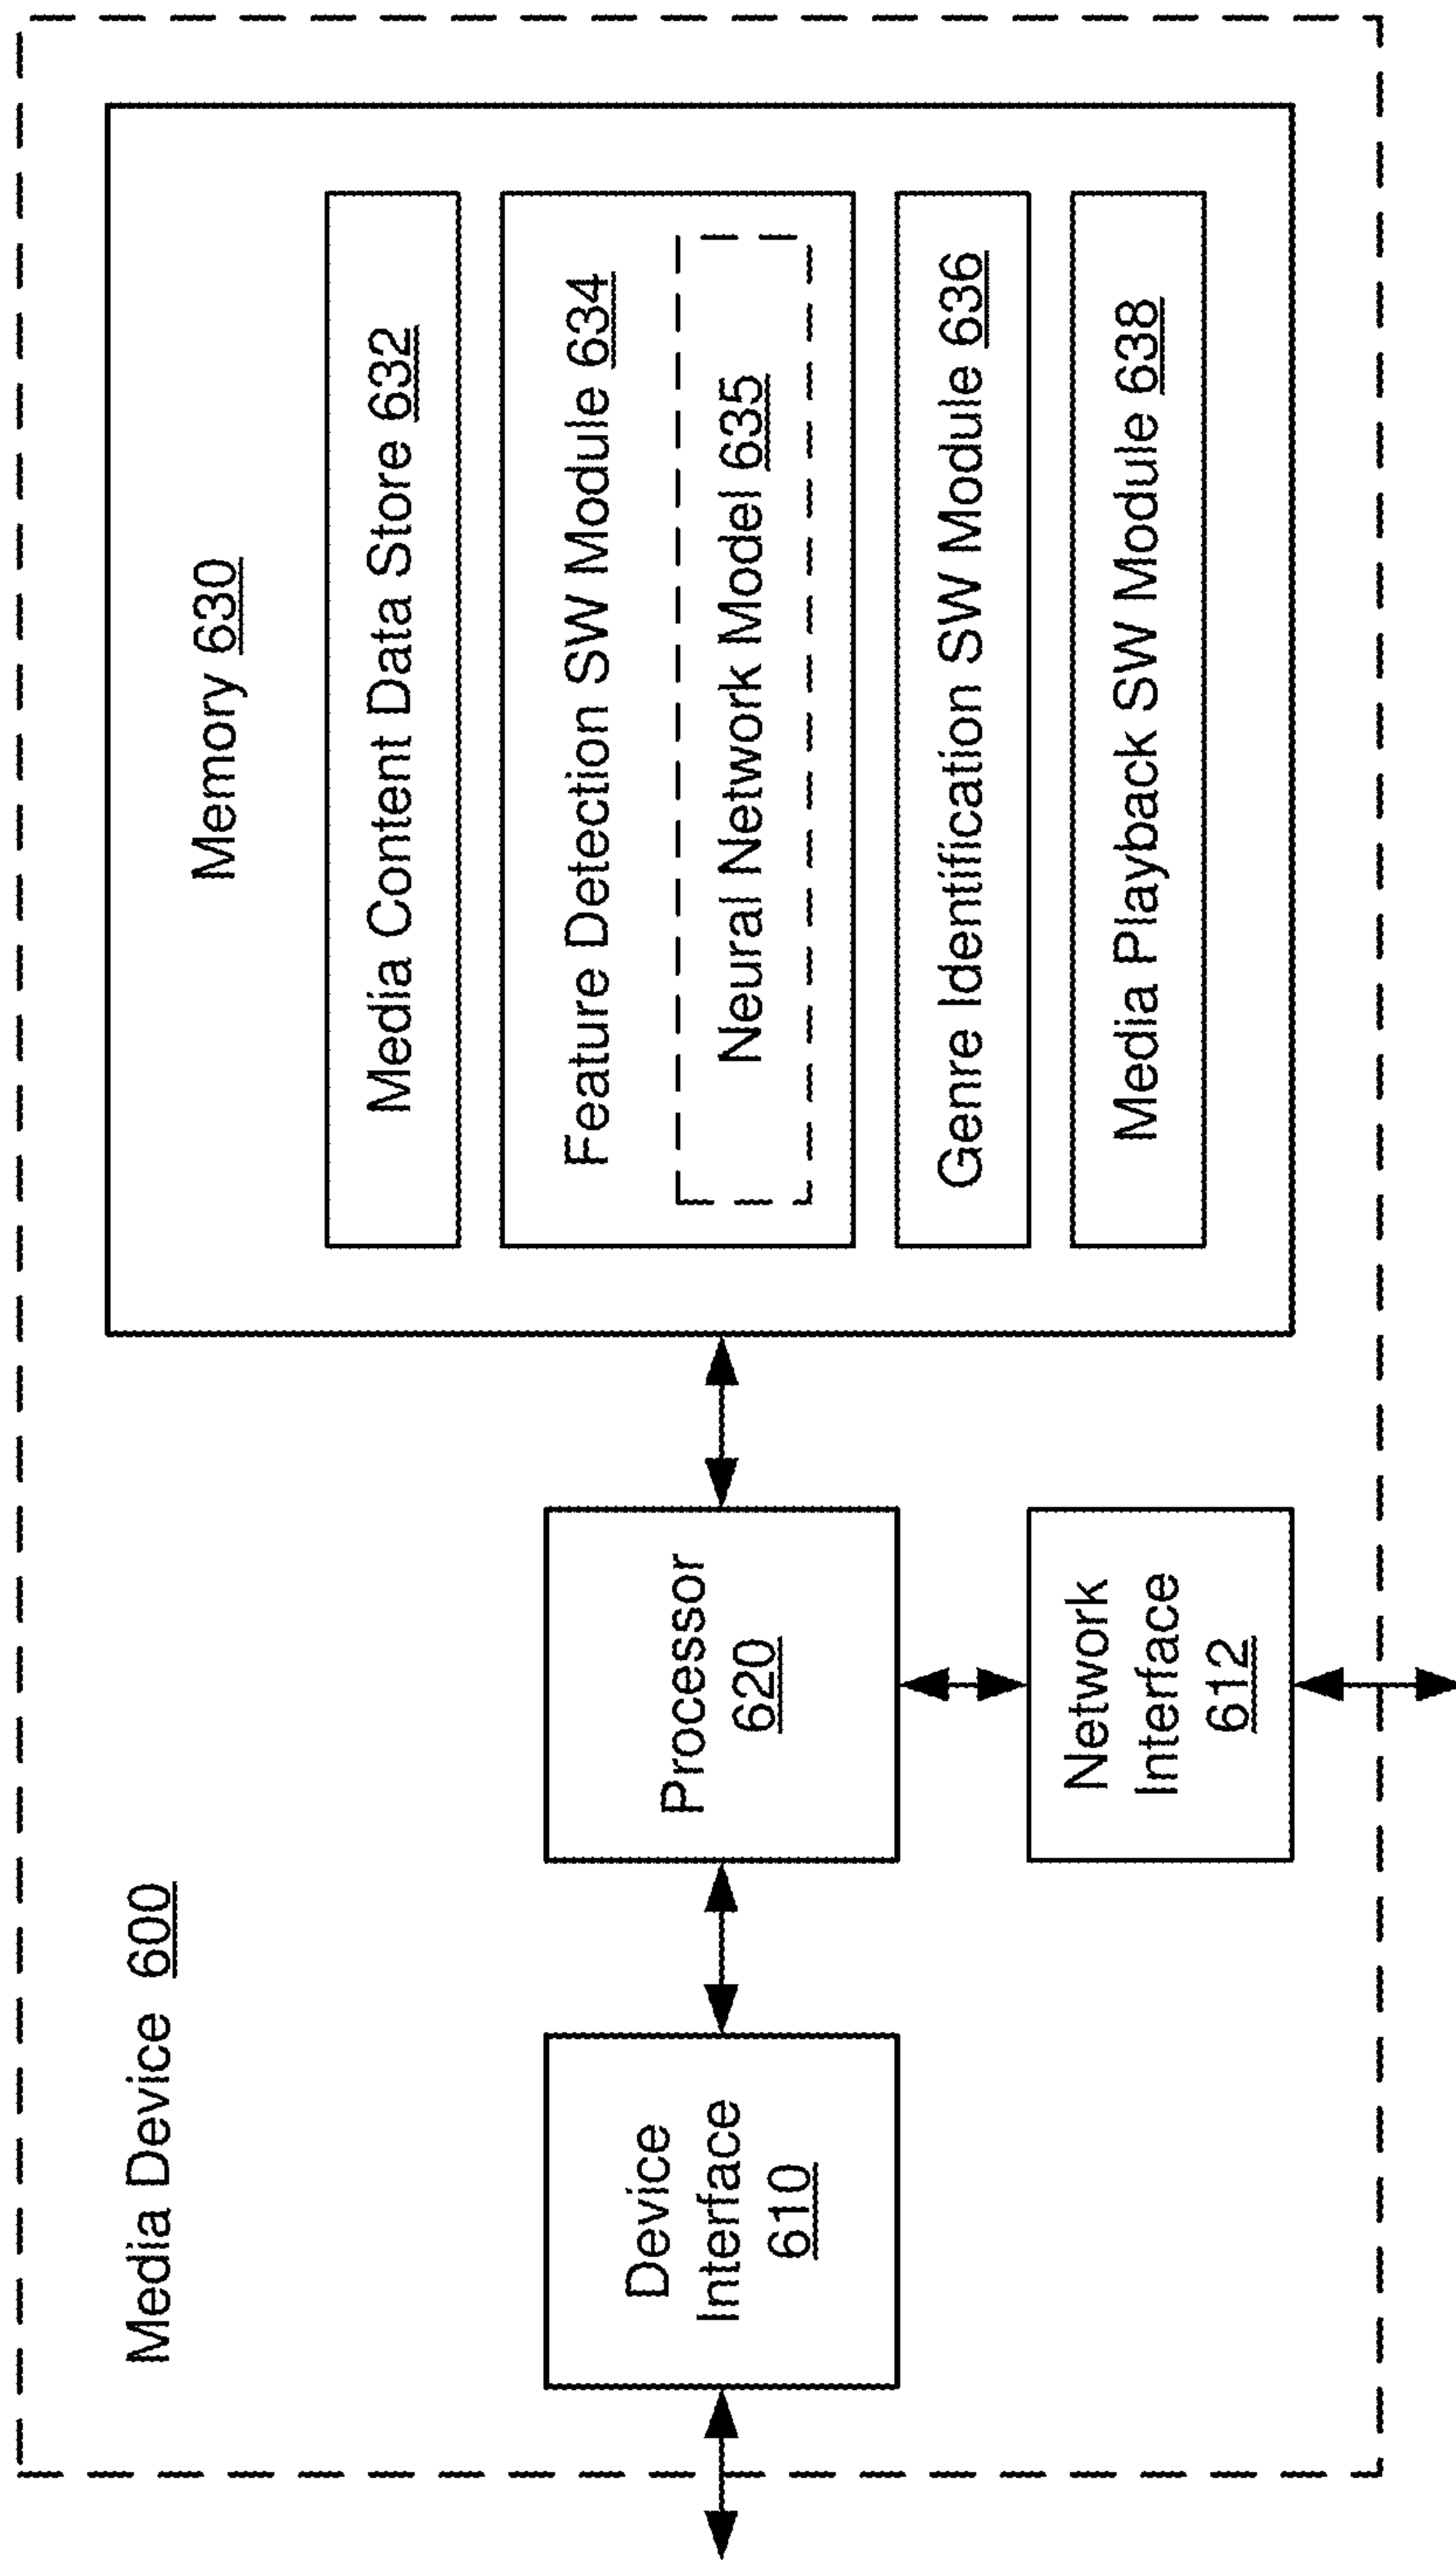 Media Device 600
Device
Interface
610
Processor
620
Network
Interface
612
Memory 630
Media Content Data Store 632
Feature Detection SW Module 634
Neural Network Model 635
Genre Identification SW Module 636
Media Playback SW Module 638